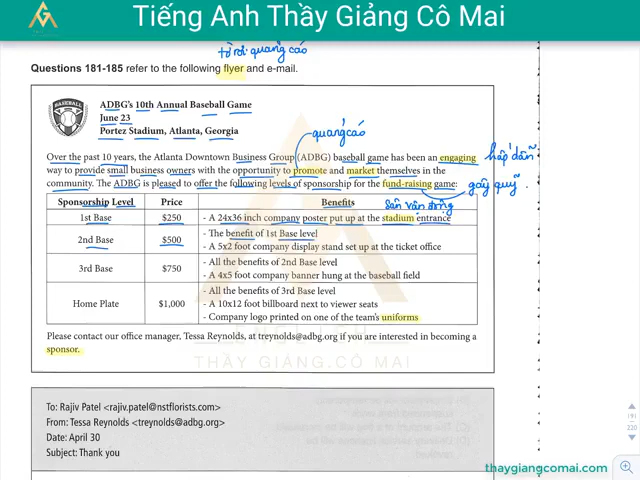 Tiếng Anh Thầy Giảng Cô Mai
tờ rơi quảng cáo
Questions 181-185 refer to the following flyer and e-mail.
BASEBALL
ADBG's 10th Annual Baseball Game
June 23
Portez Stadium, Atlanta, Georgia
quảng cáo
Over the past 10 years, the Atlanta Downtown Business Group (ADBG) baseball game has been an engaging hấp dẫn
way to provide small business owners with the opportunity to promote and market themselves in the
community. The ADBG is pleased to offer the following levels of sponsorship for the fund-raising game: gây quỹ
Sponsorship Level Price Benefits sân vận động
1st Base $250 - A 24x36 inch company poster put up at the stadium entrance
2nd Base $500 - The benefit of 1st Base level
- A 5x2 foot company display stand set up at the ticket office
3rd Base $750 - All the benefits of 2nd Base level
- A 4x5 foot company banner hung at the baseball field
Home Plate $1,000 - All the benefits of 3rd Base level
- A 10x12 foot billboard next to viewer seats
- Company logo printed on one of the team's uniforms
Please contact our office manager, Tessa Reynolds, at treynolds@adbg.org if you are interested in becoming a
sponsor.
ENGLISH
THẦY GIẢNG CÔ MAI
To: Rajiv Patel <rajiv.patel@nstflorists.com>
From: Tessa Reynolds <treynolds@adbg.org>
Date: April 30
Subject: Thank you
191
220
thaygiangcomai.com